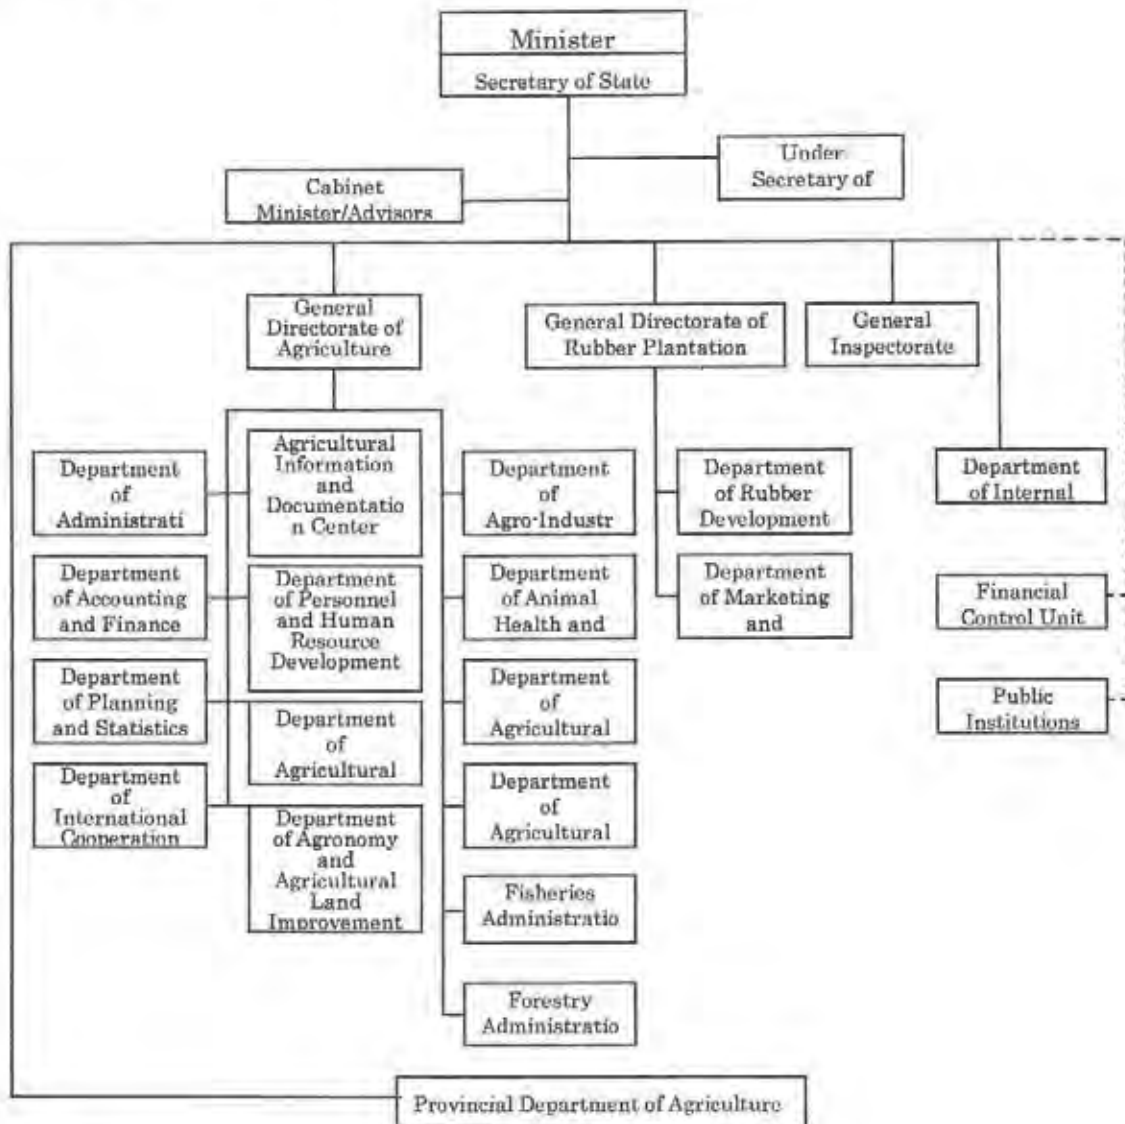 Minister
Secretary of State
Under
Secretary of
Cabinet
Minister/Advisors
General
Directorate of
Agriculture
General Directorate of
Rubber Plantation
General
Inspectorate
Department
of
Administrati
Agricultural
Information
and
Documentatio
n Center
Department
of
Agro-Industr
Department
of Rubber
Development
Department
of Internal
Department
of Accounting
and Finance
Department
of Personnel
and Human
Resource
Development
Department
of Animal
Health and
Department
of Marketing
and
Financial
Control Unit
Department
of Planning
and Statistics
Department
of
Agricultural
Department
of
Agricultural
Public
Institutions
Department
of
International
Cooperation
Department
of Agronomy
and
Agricultural
Land
Improvement
Department
of
Agricultural
Fisheries
Administratio
Forestry
Administratio
Provincial Department of Agriculture